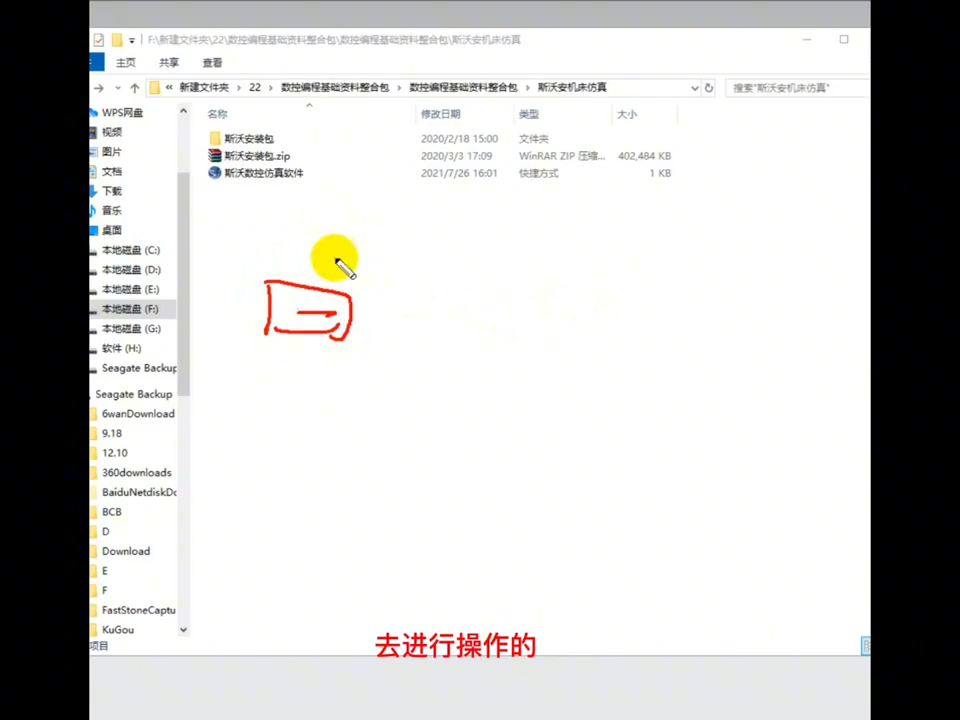 F:\新建文件夹\22\数控编程基础资料整合包\数控编程基础资料整合包\斯沃安机床仿真
主页 共享 查看
« 新建文件夹 › 22 › 数控编程基础资料整合包 › 数控编程基础资料整合包 › 斯沃安机床仿真
搜索"斯沃安机床仿真"
名称 修改日期 类型 大小
斯沃安装包 2020/2/18 15:00 文件夹
斯沃安装包.zip 2020/3/3 17:09 WinRAR ZIP 压缩... 402,484 KB
斯沃数控仿真软件 2021/7/26 16:01 快捷方式 1 KB
WPS网盘
视频
图片
文档
下载
音乐
桌面
本地磁盘 (C:)
本地磁盘 (D:)
本地磁盘 (E:)
本地磁盘 (F:)
本地磁盘 (G:)
软件 (H:)
Seagate Backup
Seagate Backup
6wanDownload
9.18
12.10
360downloads
BaiduNetdiskDo
BCB
D
Download
E
F
FastStoneCaptu
KuGou
项目
去进行操作的